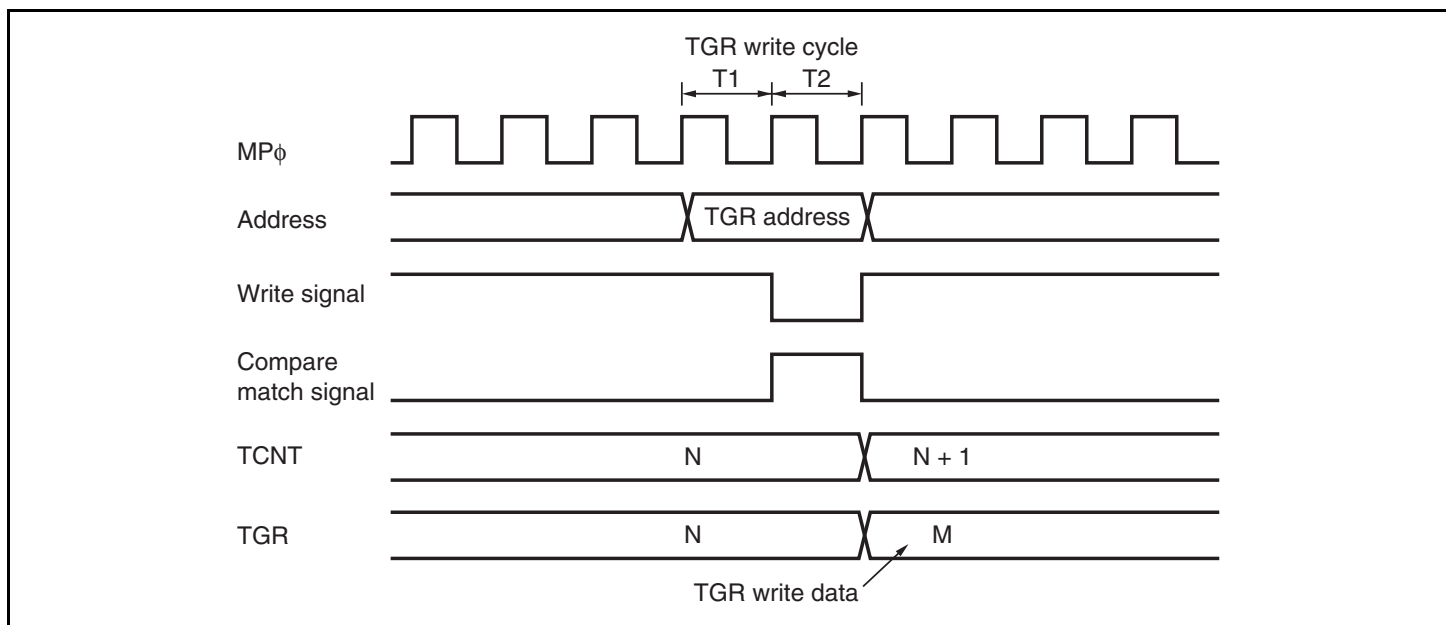 TGR write cycle
T1 T2
MPϕ
Address TGR address
Write signal
Compare
match signal
TCNT N N + 1
TGR N M
TGR write data